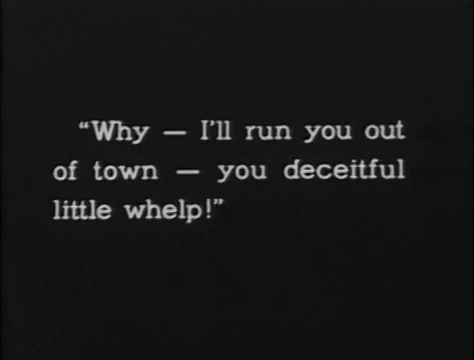 “Why — I'll run you out
of town — you deceitful
little whelp!”